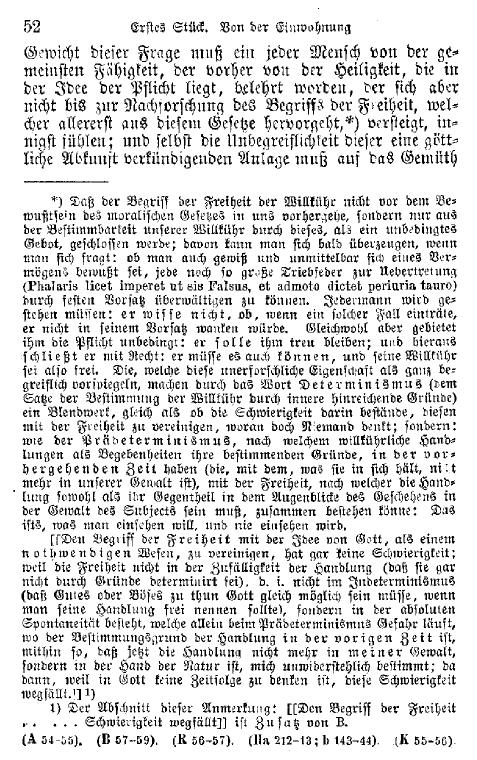 52 Erstes Stück. Von der Einwohnung
Gewicht dieser Frage muß ein jeder Mensch von der ge-
meinsten Fähigkeit, der vorher von der Heiligkeit, die in
der Idee der Pflicht liegt, belehrt worden, der sich aber
nicht bis zur Nachforschung des Begriffs der Freiheit, wel-
cher allererst aus diesem Gesetze hervorgeht,*) versteigt, in-
nigst fühlen; und selbst die Unbegreiflichkeit dieser eine gött-
liche Abkunft verkündigenden Anlage muß auf das Gemüth
*) Daß der Begriff der Freiheit der Willkühr nicht vor dem Be-
wußtsein des moralischen Gesetzes in uns vorhergehe, sondern nur aus
der Bestimmbarkeit unserer Willkühr durch dieses, als ein unbedingtes
Gebot, geschlossen werde; davon kann man sich bald überzeugen, wenn
man sich fragt: ob man auch gewiß und unmittelbar sich eines Ver-
mögens bewußt sei, jede noch so große Triebfeder zur Uebertretung
(Phalaris licet imperet ut sis Falsus, et admoto dictet periuria tauro)
durch festen Vorsatz überwältigen zu können. Jedermann wird ge-
stehen müssen: er wisse nicht, ob, wenn ein solcher Fall einträte,
er nicht in seinem Vorsatz wanken würde. Gleichwohl aber gebietet
ihm die Pflicht unbedingt: er solle ihm treu bleiben; und hieraus
schließt er mit Recht: er müsse es auch können, und seine Willkühr
sei also frei. Die, welche diese unerforschliche Eigenschaft als ganz be-
greiflich vorspiegeln, machen durch das Wort Determinismus (dem
Satze der Bestimmung der Willkühr durch innere hinreichende Gründe)
ein Blendwerk, gleich als ob die Schwierigkeit darin bestände, diesen
mit der Freiheit zu vereinigen, woran doch Niemand denkt; sondern:
wie der Prädeterminismus, nach welchem willkührliche Hand-
lungen als Begebenheiten ihre bestimmenden Gründe, in der vor-
hergehenden Zeit haben (die, mit dem, was sie in sich hält, nicht
mehr in unserer Gewalt ist), mit der Freiheit, nach welcher die Hand-
lung sowohl als ihr Gegentheil in dem Augenblicke des Geschehens in
der Gewalt des Subjects sein muß, zusammen bestehen könne: Das
ists, was man einsehen will, und nie einsehen wird.
[[Den Begriff der Freiheit mit der Idee von Gott, als einem
nothwendigen Wesen, zu vereinigen, hat gar keine Schwierigkeit;
weil die Freiheit nicht in der Zufälligkeit der Handlung (daß sie gar
nicht durch Gründe determinirt sei). d. i. nicht im Indeterminismus
(daß Gutes oder Böses zu thun Gott gleich möglich sein müsse, wenn
man seine Handlung frei nennen sollte), sondern in der absoluten
Spontaneität besteht, welche allein beim Prädeterminismus Gefahr läuft,
wo der Bestimmungsgrund der Handlung in der vorigen Zeit ist,
mithin so, daß jetzt die Handlung nicht mehr in meiner Gewalt,
sondern in der Hand der Natur ist, mich unwiderstehlich bestimmt; da
dann, weil in Gott keine Zeitfolge zu denken ist, diese Schwierigkeit
wegfällt.]] 1)
1) Der Abschnitt dieser Anmerkung: [[Den Begriff der Freiheit
. . . . . Schwierigkeit wegfällt]] ist Zusatz von B.
(A 54-55). (B 57-59). (R 56-57). (Ha 212-13; b 143-44). (K 55-56).